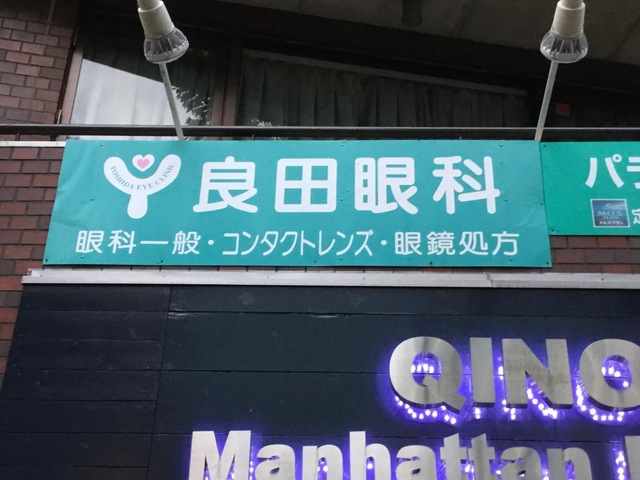 YOSHIDA EYE CLINIC
良田眼科
眼科一般・コンタクトレンズ・眼鏡処方
パ
定
QINO
Manhattan